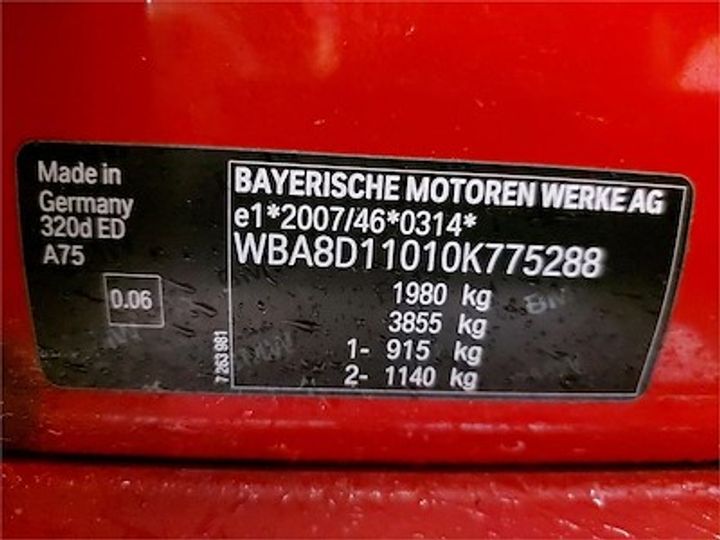 Made in
Germany
320d ED
A75
0.06
7 263 981
BAYERISCHE MOTOREN WERKE AG
e1*2007/46*0314*
WBA8D11010K775288
1980 kg
3855 kg
1- 915 kg
2- 1140 kg